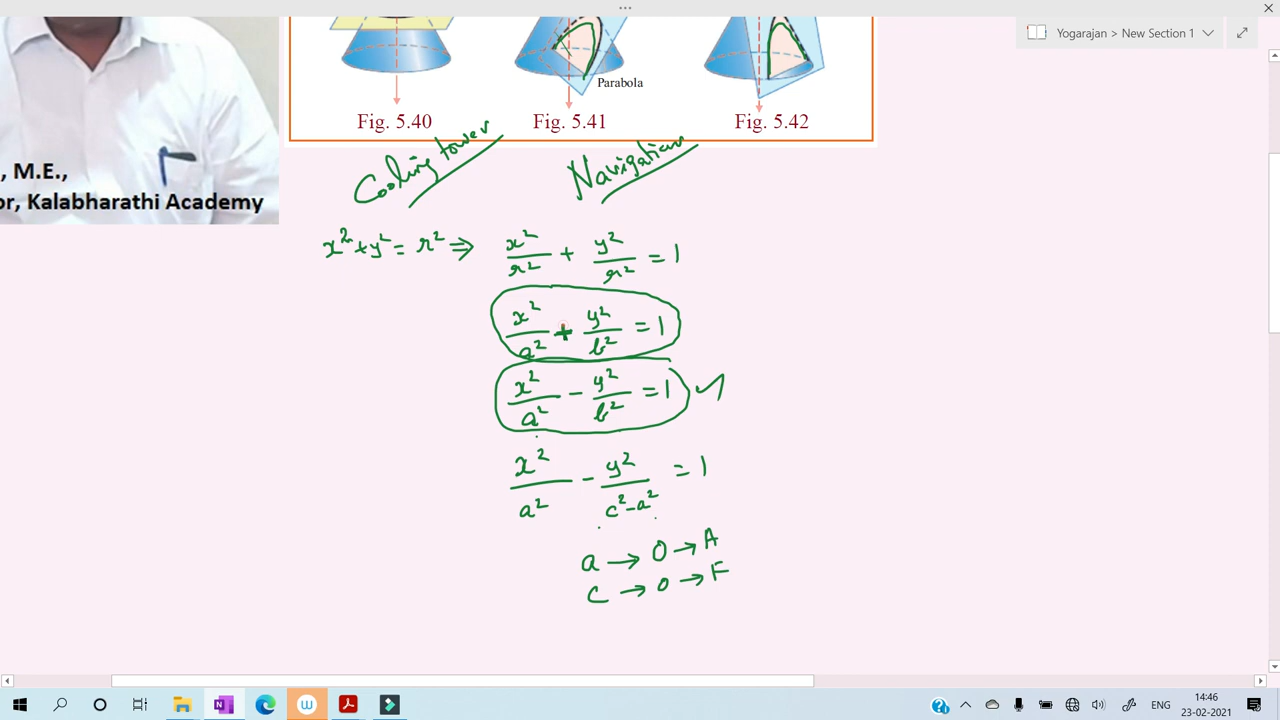 Yogarajan > New Section 1
Parabola
Fig. 5.40
Fig. 5.41
Fig. 5.42
Cooling tower
Navigation
, M.E.,
or, Kalabharathi Academy
x² + y² = r² ⇒ x²/r² + y²/r² = 1
x²/a² + y²/b² = 1
x²/a² - y²/b² = 1 ✓
x²/a² - y²/c²-a² = 1
a → O → A
c → O → F
ENG
14:46
23-02-2021